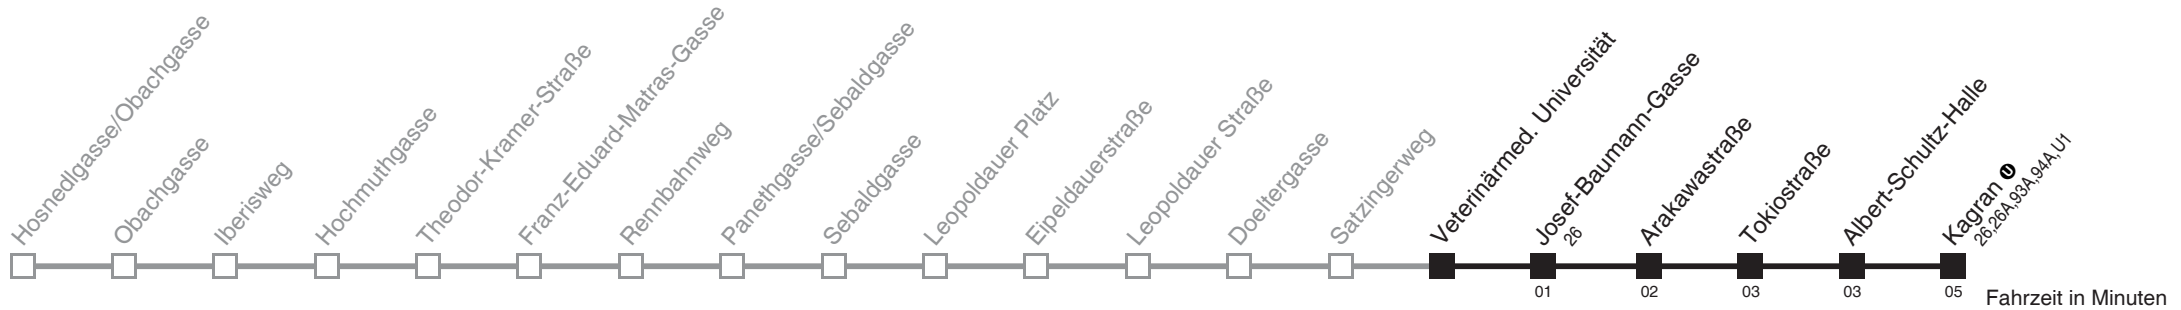 Hosnedlgasse/Obachgasse
Obachgasse
Iberisweg
Hochmuthgasse
Theodor-Kramer-Straße
Franz-Eduard-Matras-Gasse
Rennbahnweg
Panethgasse/Sebaldgasse
Sebaldgasse
Leopoldauer Platz
Eipeldauerstraße
Leopoldauer Straße
Doeltergasse
Satzingerweg
Veterinärmed. Universität
Josef-Baumann-Gasse
26
Arakawastraße
Tokiostraße
Albert-Schultz-Halle
Kagran U
26,26A,93A,94A,U1
01
02
03
03
05
Fahrzeit in Minuten